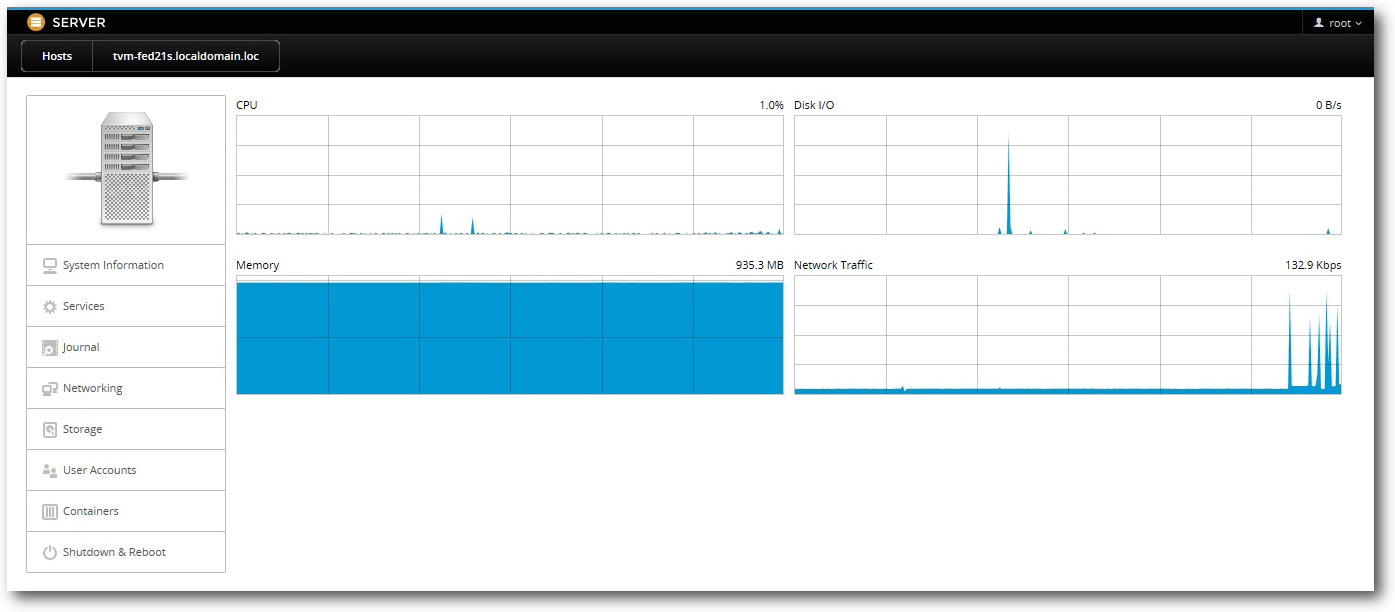 SERVER
root
Hosts
tvm-fed21s.localdomain.loc
CPU 1.0%
Disk I/O 0 B/s
Memory 935.3 MB
Network Traffic 132.9 Kbps
System Information
Services
Journal
Networking
Storage
User Accounts
Containers
Shutdown & Reboot